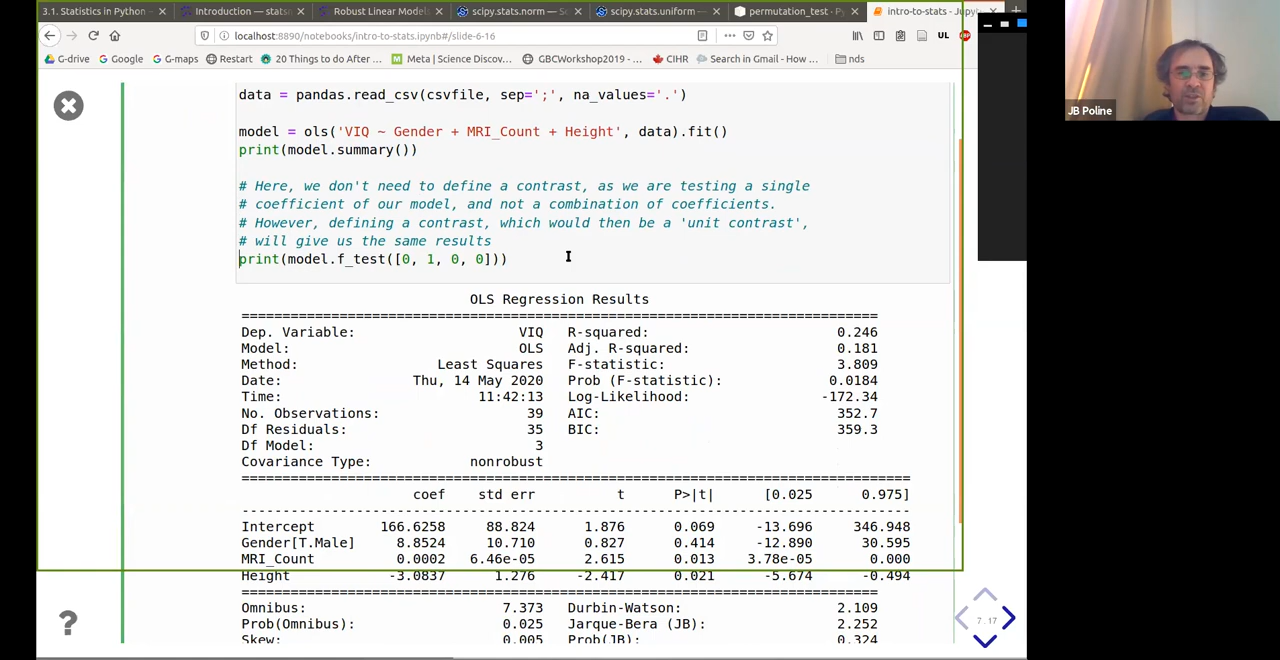 3.1. Statistics in Python —
Introduction — stats
Robust Linear Model
scipy.stats.norm — S
scipy.stats.uniform —
permutation_test - Py
intro-to-stats - Jupyt
localhost:8890/notebooks/intro-to-stats.ipynb#/slide-6-16
UL
G-drive
Google
G-maps
Restart
20 Things to do After ...
Meta | Science Discov...
GBCWorkshop2019 - ...
CIHR
Search in Gmail - How ...
nds
JB Poline
data = pandas.read_csv(csvfile, sep=';', na_values='.')
model = ols('VIQ ~ Gender + MRI_Count + Height', data).fit()
print(model.summary())
# Here, we don't need to define a contrast, as we are testing a single
# coefficient of our model, and not a combination of coefficients.
# However, defining a contrast, which would then be a 'unit contrast',
# will give us the same results
print(model.f_test([0, 1, 0, 0]))
OLS Regression Results
==============================================================================
Dep. Variable: VIQ R-squared: 0.246
Model: OLS Adj. R-squared: 0.181
Method: Least Squares F-statistic: 3.809
Date: Thu, 14 May 2020 Prob (F-statistic): 0.0184
Time: 11:42:13 Log-Likelihood: -172.34
No. Observations: 39 AIC: 352.7
Df Residuals: 35 BIC: 359.3
Df Model: 3
Covariance Type: nonrobust
==================================================================================
coef std err t P>|t| [0.025 0.975]
----------------------------------------------------------------------------------
Intercept 166.6258 88.824 1.876 0.069 -13.696 346.948
Gender[T.Male] 8.8524 10.710 0.827 0.414 -12.890 30.595
MRI_Count 0.0002 6.46e-05 2.615 0.013 3.78e-05 0.000
Height -3.0837 1.276 -2.417 0.021 -5.674 -0.494
==============================================================================
Omnibus: 7.373 Durbin-Watson: 2.109
Prob(Omnibus): 0.025 Jarque-Bera (JB): 2.252
Skew: 0.005 Prob(JB): 0.324
?
7.17